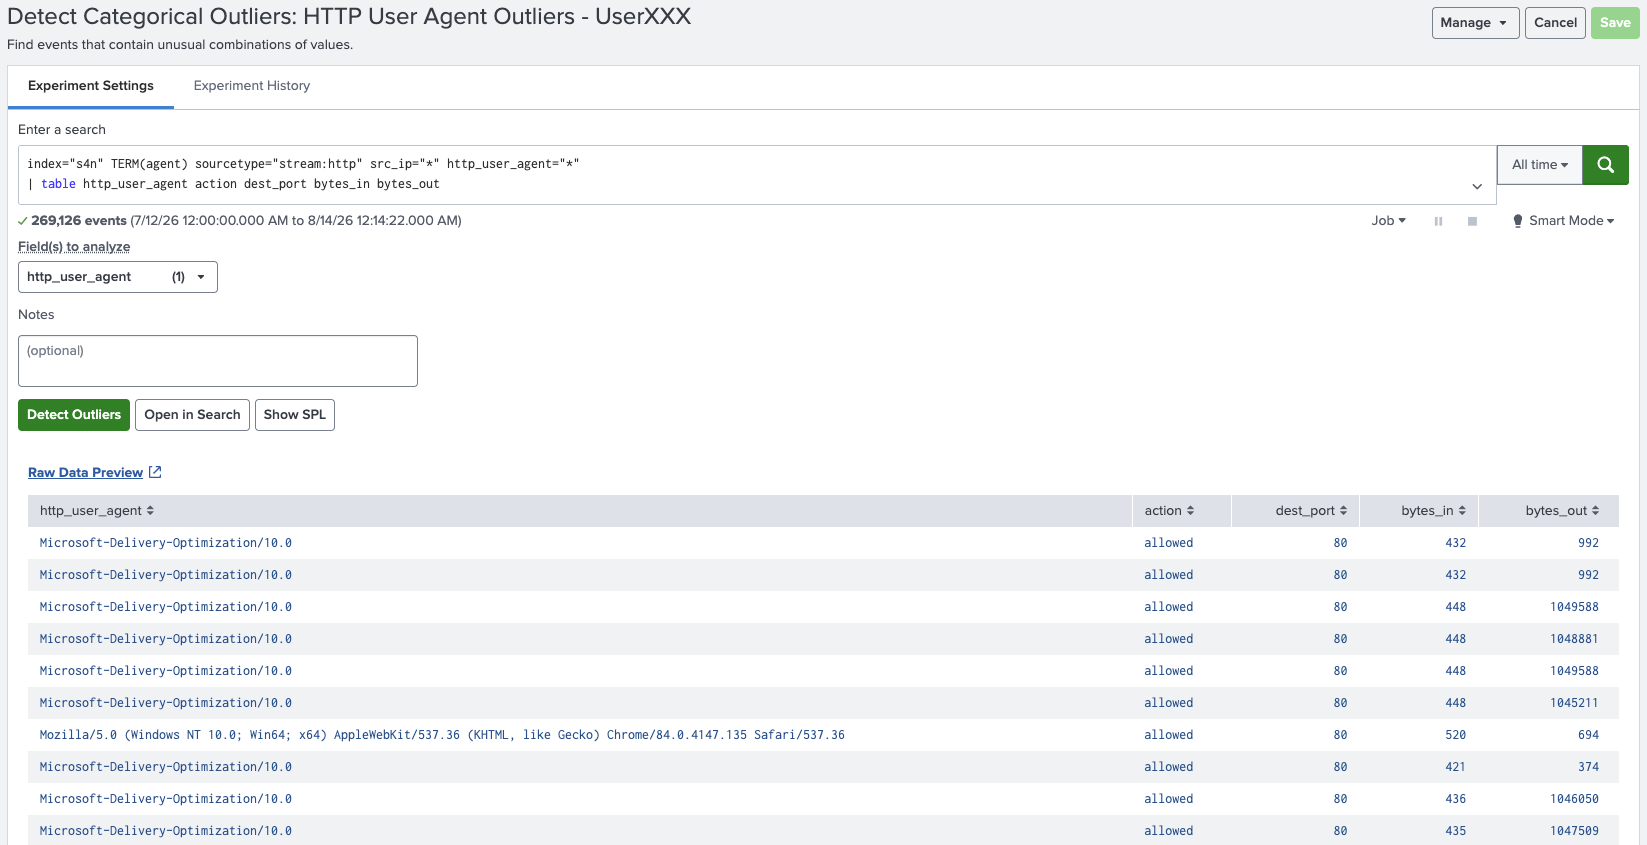 Detect Categorical Outliers: HTTP User Agent Outliers - UserXXX
Manage
Cancel
Save
Find events that contain unusual combinations of values.
Experiment Settings
Experiment History
Enter a search
index="s4n" TERM(agent) sourcetype="stream:http" src_ip="*" http_user_agent="*"
| table http_user_agent action dest_port bytes_in bytes_out
All time
269,126 events (7/12/26 12:00:00.000 AM to 8/14/26 12:14:22.000 AM)
Job
Smart Mode
Field(s) to analyze
http_user_agent (1)
Notes
(optional)
Detect Outliers
Open in Search
Show SPL
Raw Data Preview
http_user_agent action dest_port bytes_in bytes_out
Microsoft-Delivery-Optimization/10.0 allowed 80 432 992
Microsoft-Delivery-Optimization/10.0 allowed 80 432 992
Microsoft-Delivery-Optimization/10.0 allowed 80 448 1049588
Microsoft-Delivery-Optimization/10.0 allowed 80 448 1048881
Microsoft-Delivery-Optimization/10.0 allowed 80 448 1049588
Microsoft-Delivery-Optimization/10.0 allowed 80 448 1045211
Mozilla/5.0 (Windows NT 10.0; Win64; x64) AppleWebKit/537.36 (KHTML, like Gecko) Chrome/84.0.4147.135 Safari/537.36 allowed 80 520 694
Microsoft-Delivery-Optimization/10.0 allowed 80 421 374
Microsoft-Delivery-Optimization/10.0 allowed 80 436 1046050
Microsoft-Delivery-Optimization/10.0 allowed 80 435 1047509